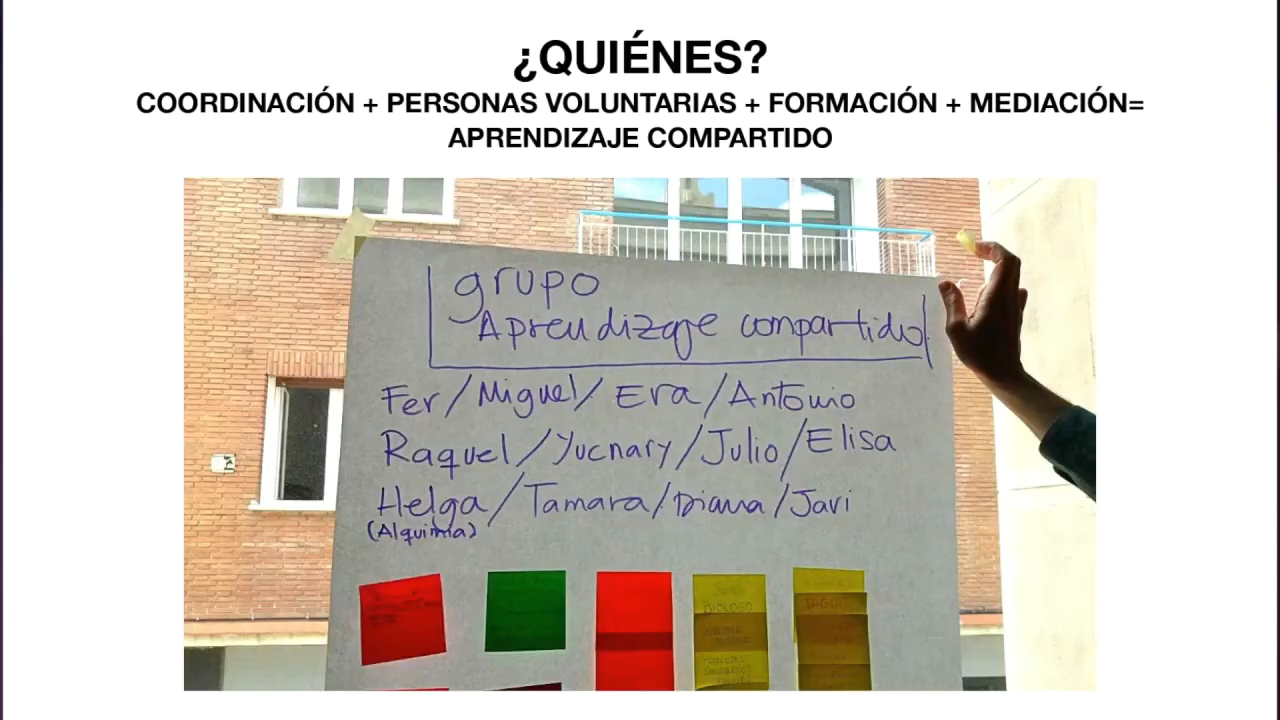 ¿QUIÉNES?
COORDINACIÓN + PERSONAS VOLUNTARIAS + FORMACIÓN + MEDIACIÓN=
APRENDIZAJE COMPARTIDO
grupo
Aprendizaje compartido
Fer/Miguel/Eva/Antonio
Raquel/Yucnary/Julio/Elisa
Helga/Tamara/Diana/Javi
(Alquimia)
BIOLOGO